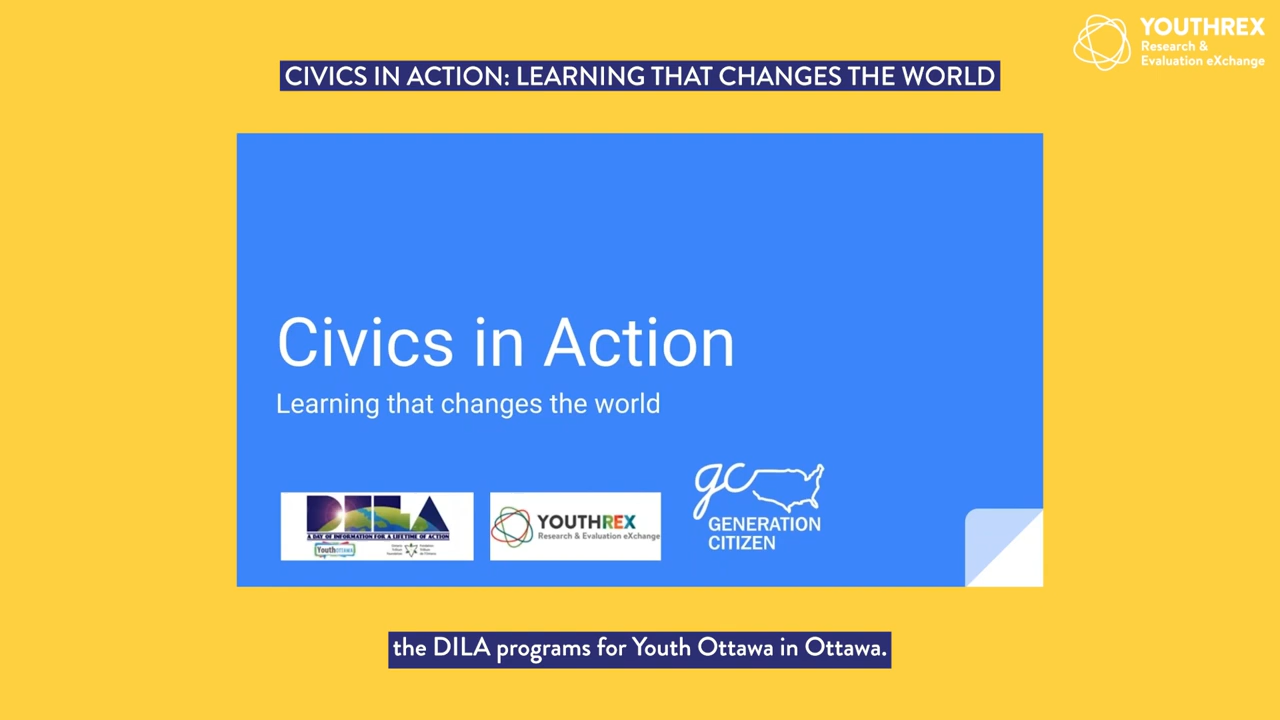 YOUTHREX
Research &
Evaluation eXchange
CIVICS IN ACTION: LEARNING THAT CHANGES THE WORLD
Civics in Action
Learning that changes the world
DILA
A DAY OF INFORMATION FOR A LIFETIME OF ACTION
YouthOTTAWA
YOUTHREX
Research & Evaluation eXchange
gc
GENERATION
CITIZEN
the DILA programs for Youth Ottawa in Ottawa.